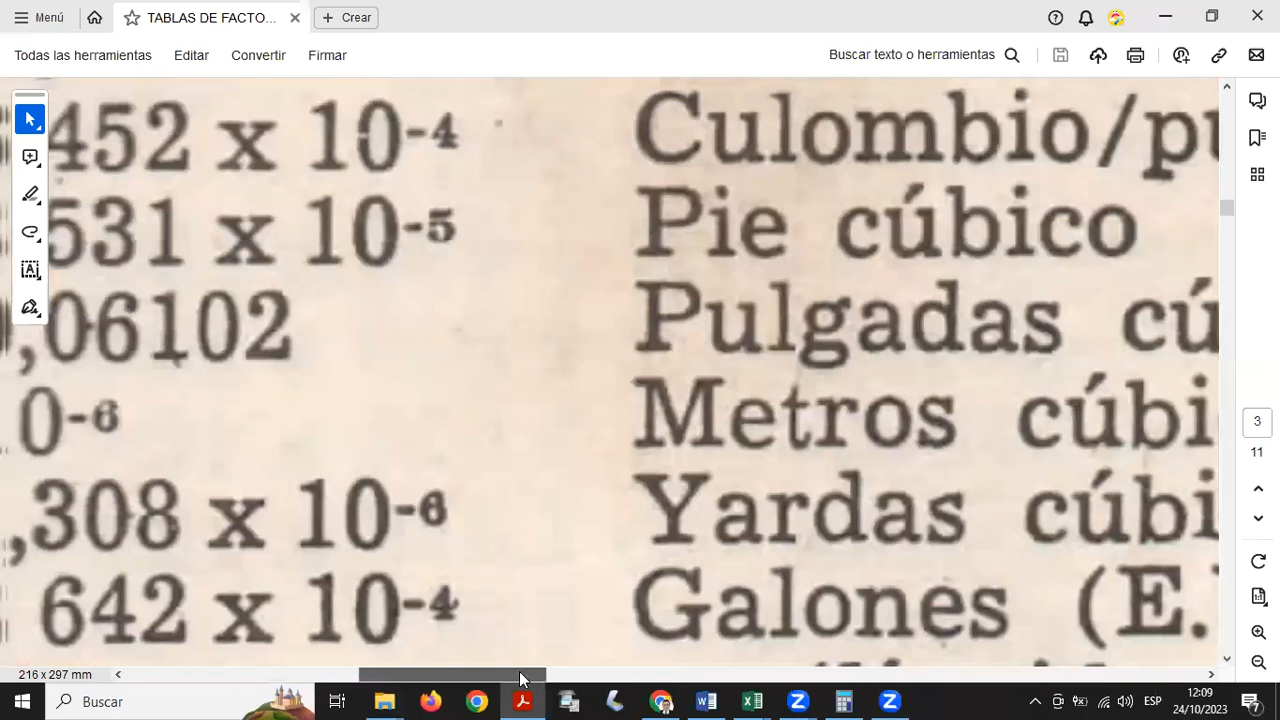 Menú
TABLAS DE FACTO...
Crear
Todas las herramientas
Editar
Convertir
Firmar
Buscar texto o herramientas
452 x 10-4
Culombio/pu
531 x 10-5
Pie cúbico
,06102
Pulgadas cú
0-6
Metros cúbi
,308 x 10-6
Yardas cúbi
642 x 10-4
Galones (E.
3
11
216 x 297 mm
Buscar
ESP
12:09
24/10/2023